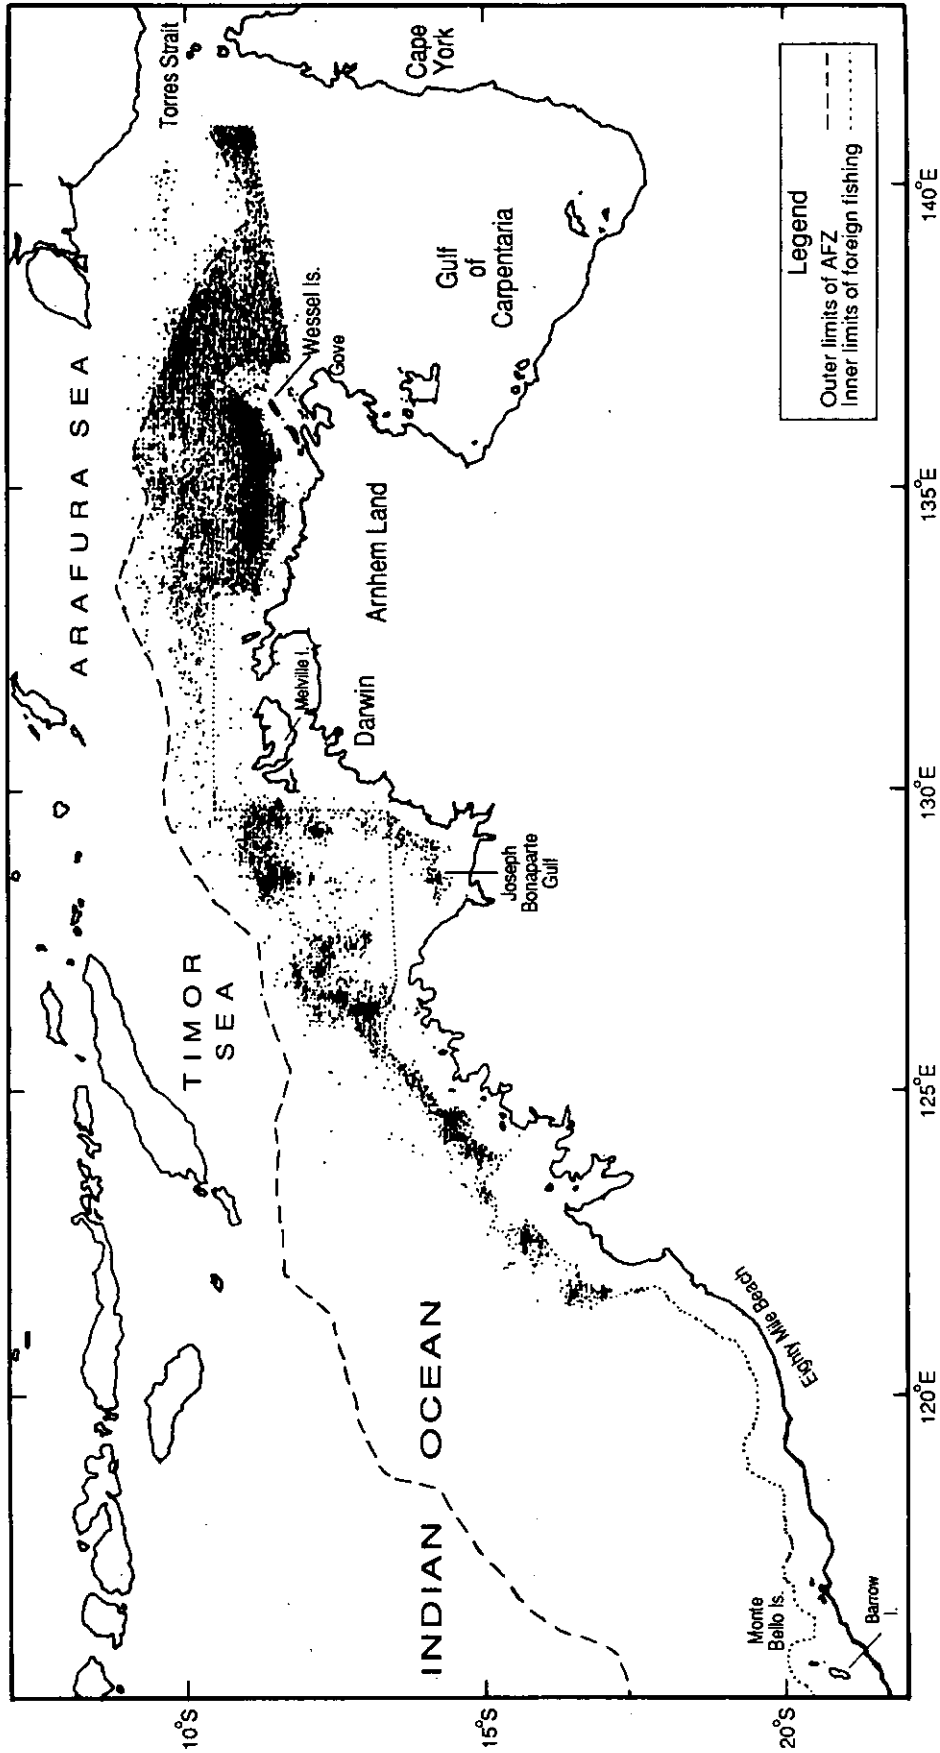 ARAFURA SEA
TIMOR
SEA
INDIAN OCEAN
Torres Strait
Cape
York
Gulf
of
Carpentaria
Wessel Is.
Gove
Arnhem Land
Melville I.
Darwin
Joseph
Bonaparte
Gulf
Eighty Mile Beach
Monte
Bello Is.
Barrow
I.
Legend
Outer limits of AFZ
Inner limits of foreign fishing
10°S
15°S
20°S
120°E
125°E
130°E
135°E
140°E